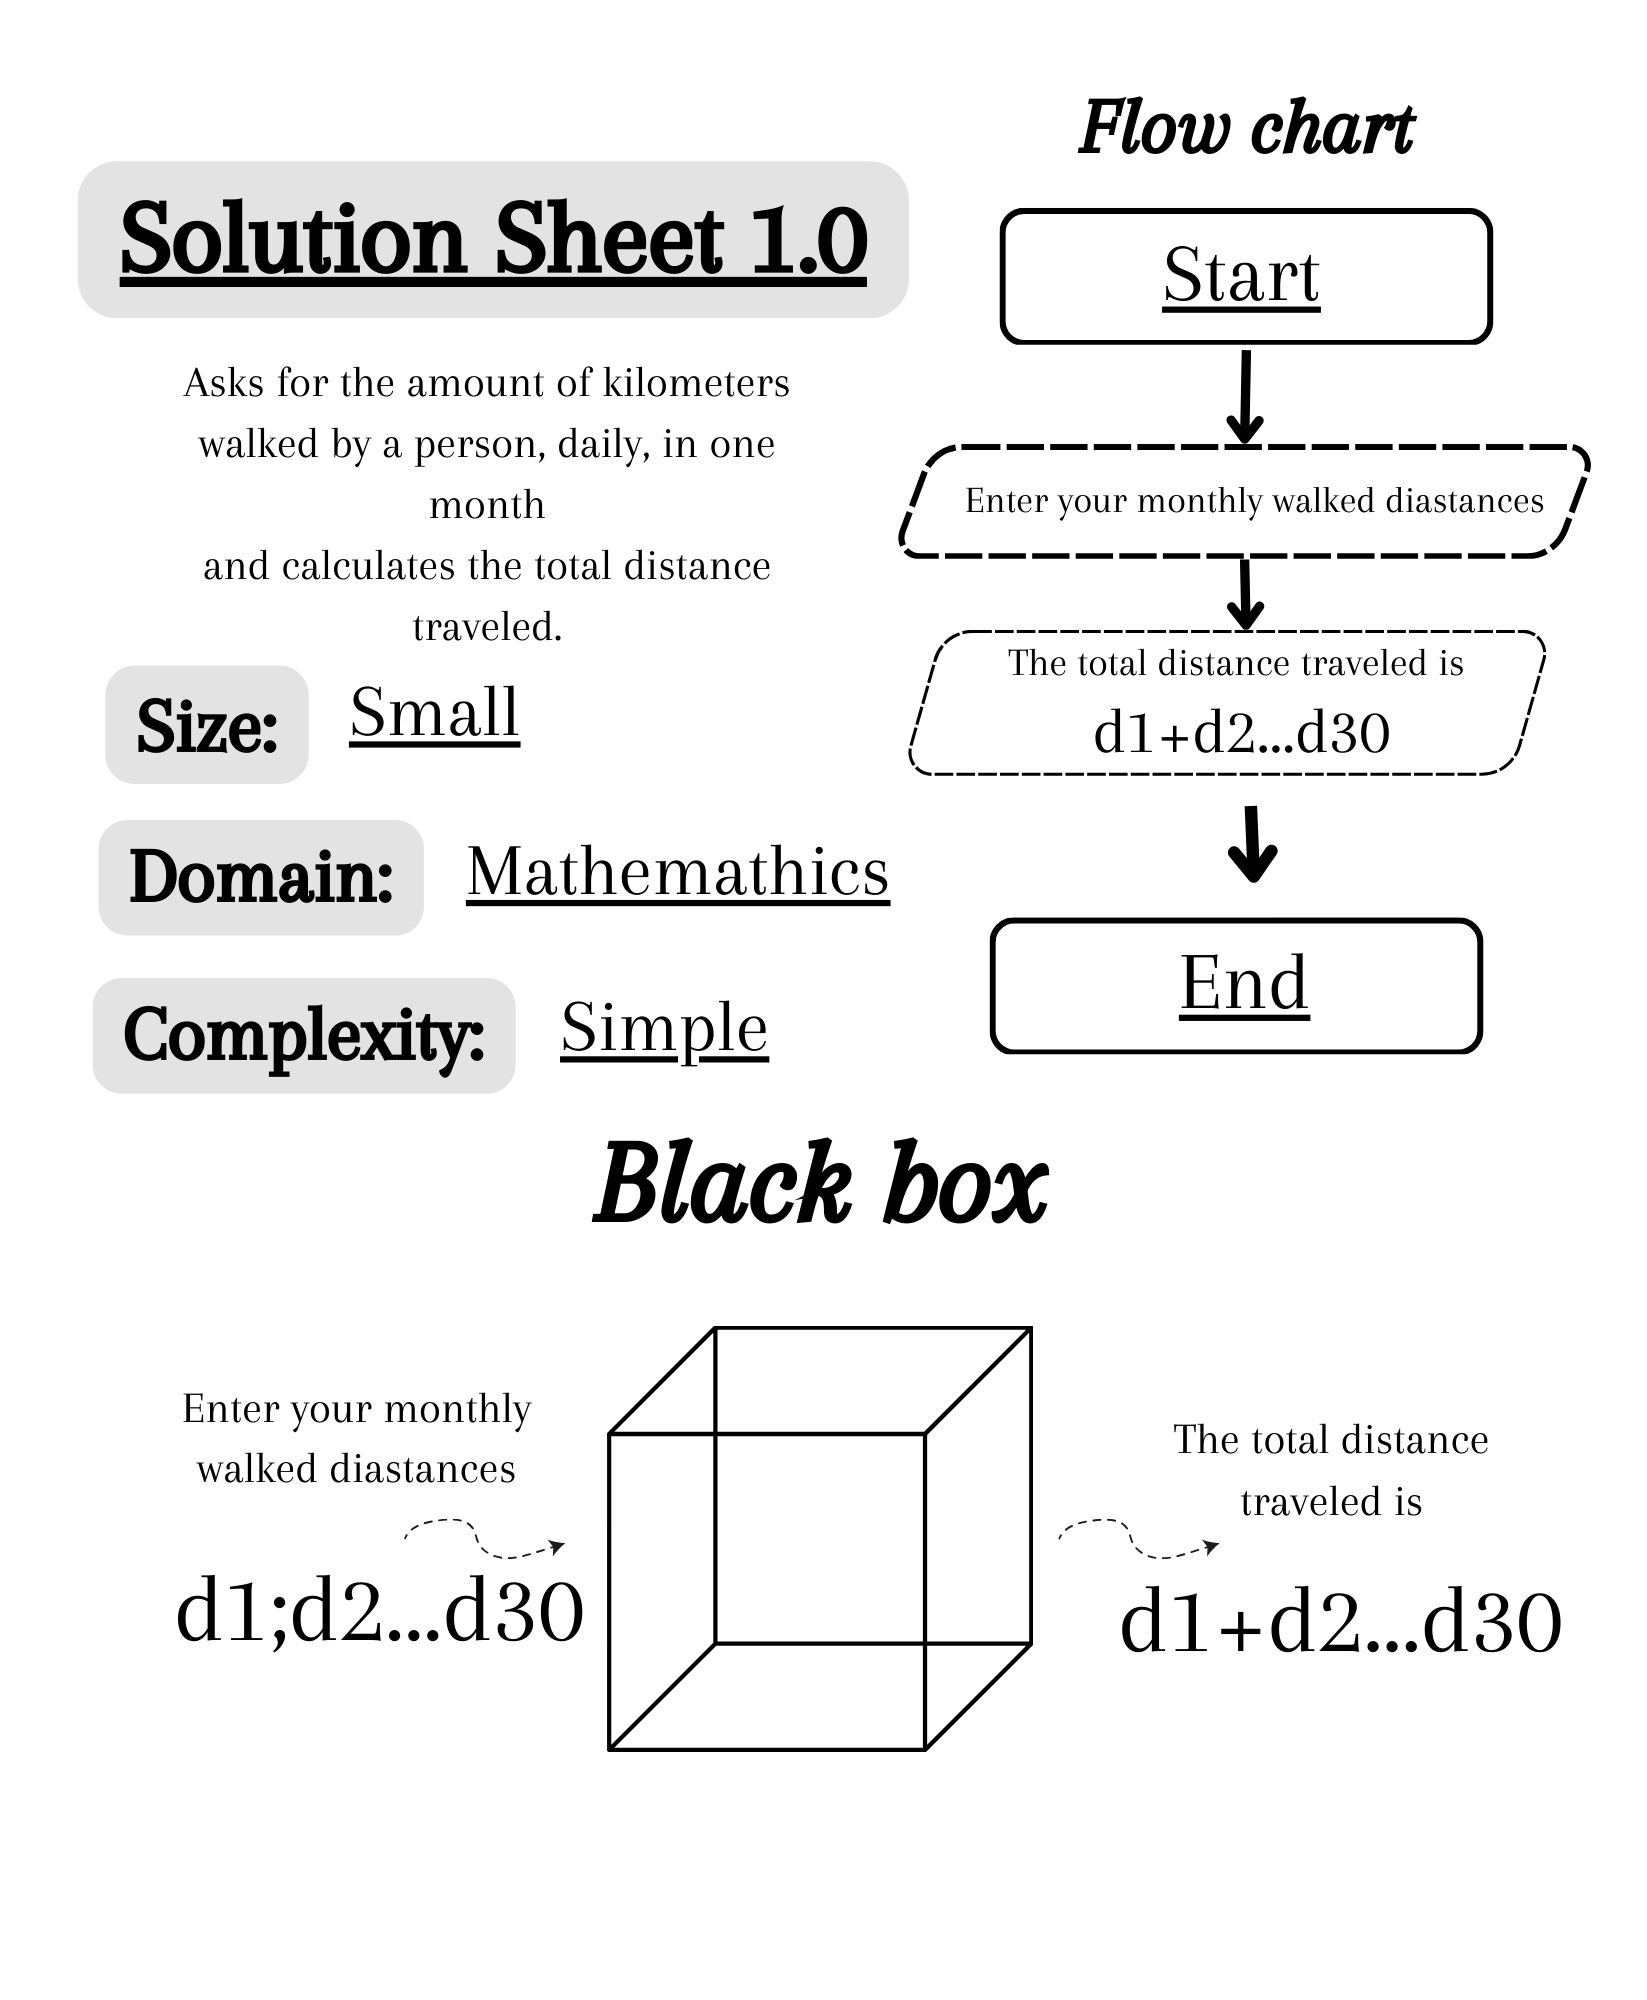 Solution Sheet 1.0
Asks for the amount of kilometers
walked by a person, daily, in one
month
and calculates the total distance
traveled.
Size:
Small
Domain:
Mathemathics
Complexity:
Simple
Flow chart
Start
Enter your monthly walked diastances
The total distance traveled is
d1+d2...d30
End
Black box
Enter your monthly
walked diastances
d1;d2...d30
The total distance
traveled is
d1+d2...d30